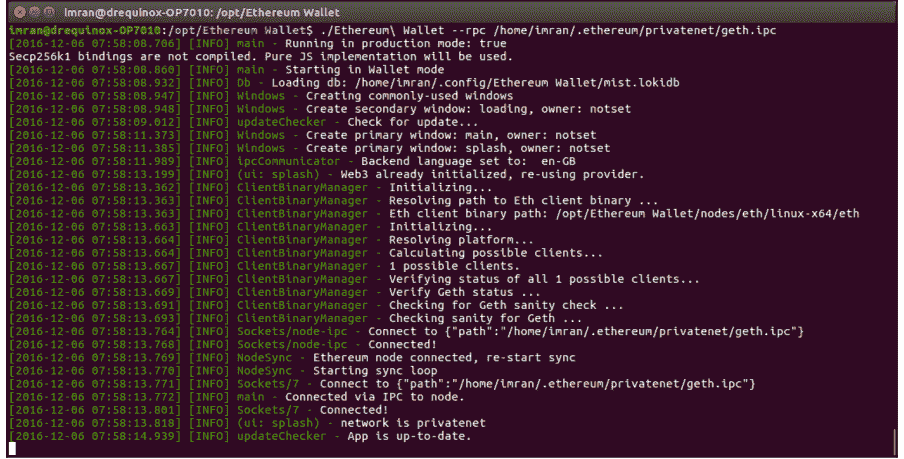 imran@drequinox-OP7010: /opt/Ethereum Wallet
imran@drequinox-OP7010:/opt/Ethereum Wallet$ ./Ethereum\ Wallet --rpc /home/imran/.ethereum/privatenet/geth.ipc
[2016-12-06 07:58:08.706] [INFO] main - Running in production mode: true
Secp256k1 bindings are not compiled. Pure JS implementation will be used.
[2016-12-06 07:58:08.860] [INFO] main - Starting in Wallet mode
[2016-12-06 07:58:08.932] [INFO] Db - Loading db: /home/imran/.config/Ethereum Wallet/mist.lokidb
[2016-12-06 07:58:08.947] [INFO] Windows - Creating commonly-used windows
[2016-12-06 07:58:08.948] [INFO] Windows - Create secondary window: loading, owner: notset
[2016-12-06 07:58:09.012] [INFO] updateChecker - Check for update...
[2016-12-06 07:58:11.373] [INFO] Windows - Create primary window: main, owner: notset
[2016-12-06 07:58:11.385] [INFO] Windows - Create primary window: splash, owner: notset
[2016-12-06 07:58:11.989] [INFO] ipcCommunicator - Backend language set to:  en-GB
[2016-12-06 07:58:13.199] [INFO] (ui: splash) - Web3 already initialized, re-using provider.
[2016-12-06 07:58:13.362] [INFO] ClientBinaryManager - Initializing...
[2016-12-06 07:58:13.363] [INFO] ClientBinaryManager - Resolving path to Eth client binary ...
[2016-12-06 07:58:13.363] [INFO] ClientBinaryManager - Eth client binary path: /opt/Ethereum Wallet/nodes/eth/linux-x64/eth
[2016-12-06 07:58:13.663] [INFO] ClientBinaryManager - Initializing...
[2016-12-06 07:58:13.664] [INFO] ClientBinaryManager - Resolving platform...
[2016-12-06 07:58:13.664] [INFO] ClientBinaryManager - Calculating possible clients...
[2016-12-06 07:58:13.667] [INFO] ClientBinaryManager - 1 possible clients.
[2016-12-06 07:58:13.667] [INFO] ClientBinaryManager - Verifying status of all 1 possible clients...
[2016-12-06 07:58:13.669] [INFO] ClientBinaryManager - Verify Geth status ...
[2016-12-06 07:58:13.691] [INFO] ClientBinaryManager - Checking for Geth sanity check ...
[2016-12-06 07:58:13.693] [INFO] ClientBinaryManager - Checking sanity for Geth ...
[2016-12-06 07:58:13.764] [INFO] Sockets/node-ipc - Connect to {"path":"/home/imran/.ethereum/privatenet/geth.ipc"}
[2016-12-06 07:58:13.768] [INFO] Sockets/node-ipc - Connected!
[2016-12-06 07:58:13.769] [INFO] NodeSync - Ethereum node connected, re-start sync
[2016-12-06 07:58:13.770] [INFO] NodeSync - Starting sync loop
[2016-12-06 07:58:13.771] [INFO] Sockets/7 - Connect to {"path":"/home/imran/.ethereum/privatenet/geth.ipc"}
[2016-12-06 07:58:13.772] [INFO] main - Connected via IPC to node.
[2016-12-06 07:58:13.801] [INFO] Sockets/7 - Connected!
[2016-12-06 07:58:13.818] [INFO] (ui: splash) - network is privatenet
[2016-12-06 07:58:14.939] [INFO] updateChecker - App is up-to-date.